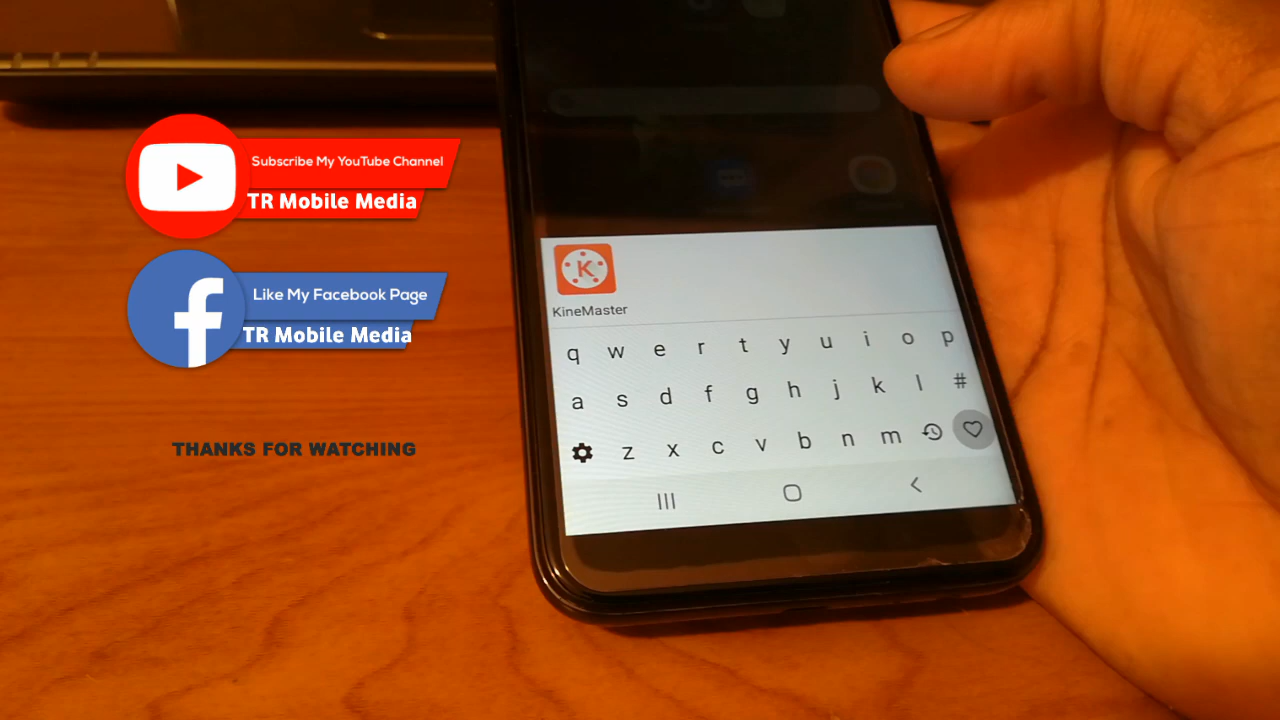 Subscribe My YouTube Channel
TR Mobile Media
Like My Facebook Page
TR Mobile Media
THANKS FOR WATCHING
K
KineMaster
q w e r t y u i o p
a s d f g h j k l #
z x c v b n m